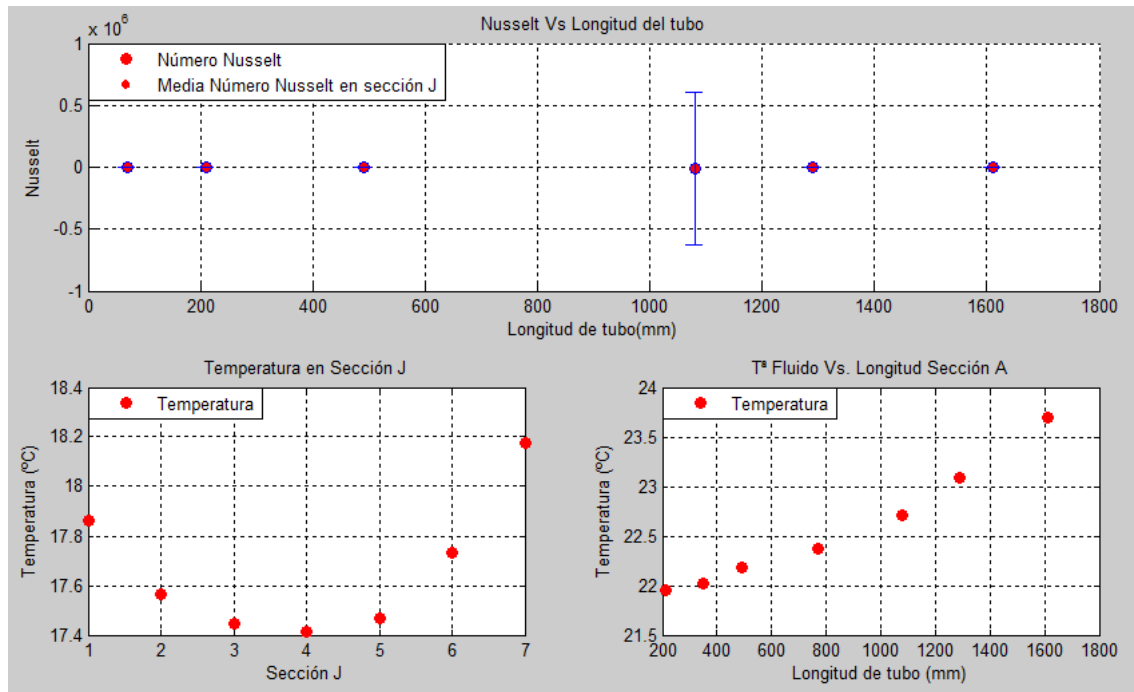 Nusselt Vs Longitud del tubo
x 10^6
1
0.5
0
-0.5
-1
Nusselt
Número Nusselt
Media Número Nusselt en sección J
0 200 400 600 800 1000 1200 1400 1600 1800
Longitud de tubo(mm)
Temperatura en Sección J
18.4
18.2
18
17.8
17.6
17.4
Temperatura (ºC)
Temperatura
1 2 3 4 5 6 7
Sección J
Tª Fluido Vs. Longitud Sección A
24
23.5
23
22.5
22
21.5
Temperatura (ºC)
Temperatura
200 400 600 800 1000 1200 1400 1600 1800
Longitud de tubo (mm)